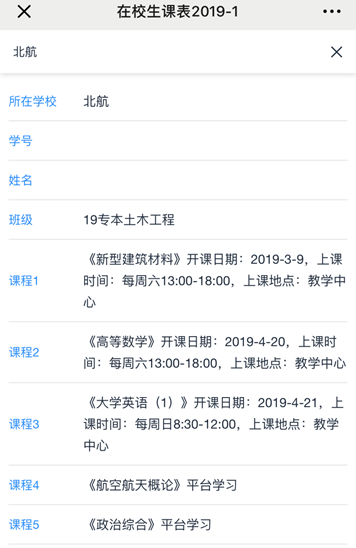 在校生课表2019-1
北航
所在学校 北航
学号
姓名
班级 19专本土木工程
《新型建筑材料》开课日期：2019-3-9，上课
课程1 时间：每周六13:00-18:00，上课地点：教学中
心
《高等数学》开课日期：2019-4-20，上课时
课程2 间：每周六13:00-18:00，上课地点：教学中心
《大学英语（1）》开课日期：2019-4-21，上
课程3 课时间：每周日8:30-12:00，上课地点：教学
中心
课程4 《航空航天概论》平台学习
课程5 《政治综合》平台学习